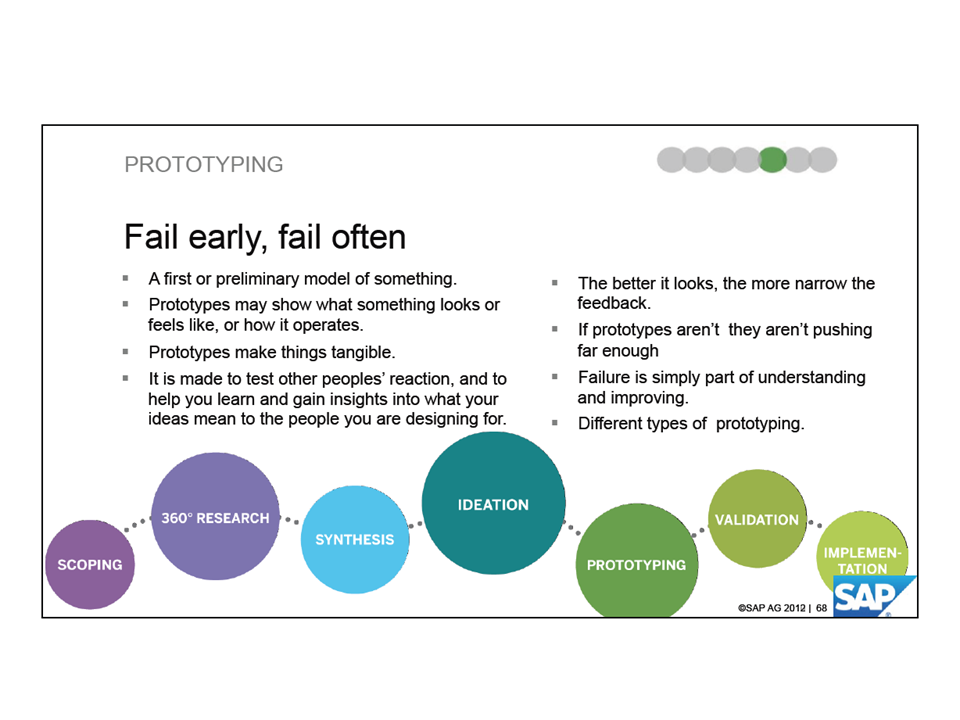 PROTOTYPING
Fail early, fail often
▪ A first or preliminary model of something.
▪ Prototypes may show what something looks or
feels like, or how it operates.
▪ Prototypes make things tangible.
▪ It is made to test other peoples’ reaction, and to
help you learn and gain insights into what your
ideas mean to the people you are designing for.
▪ The better it looks, the more narrow the
feedback.
▪ If prototypes aren’t they aren’t pushing
far enough
▪ Failure is simply part of understanding
and improving.
▪ Different types of prototyping.
SCOPING
360° RESEARCH
SYNTHESIS
IDEATION
PROTOTYPING
VALIDATION
IMPLEMEN-
TATION
©SAP AG 2012 | 68
SAP®